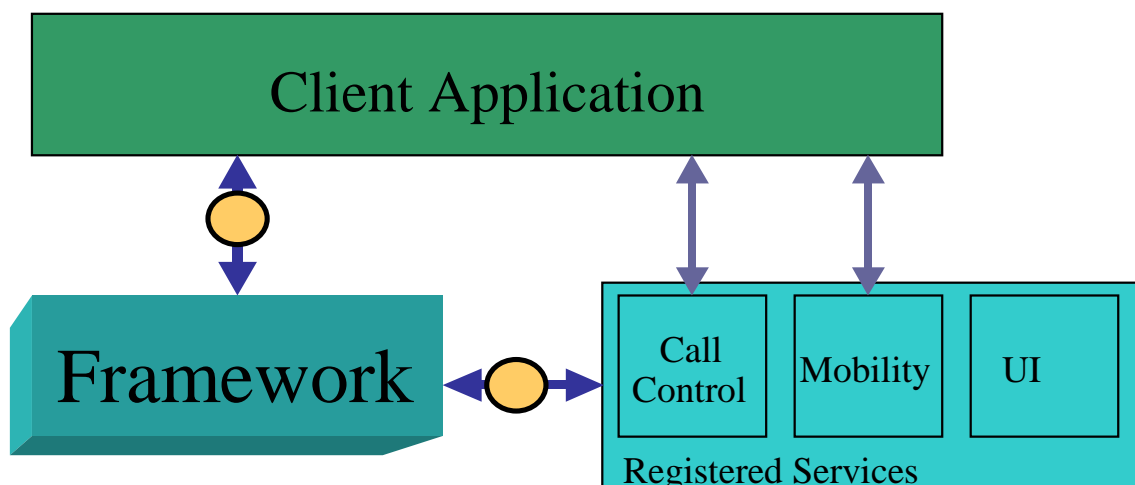 Client Application
Framework
Call
Control
Mobility
UI
Registered Services